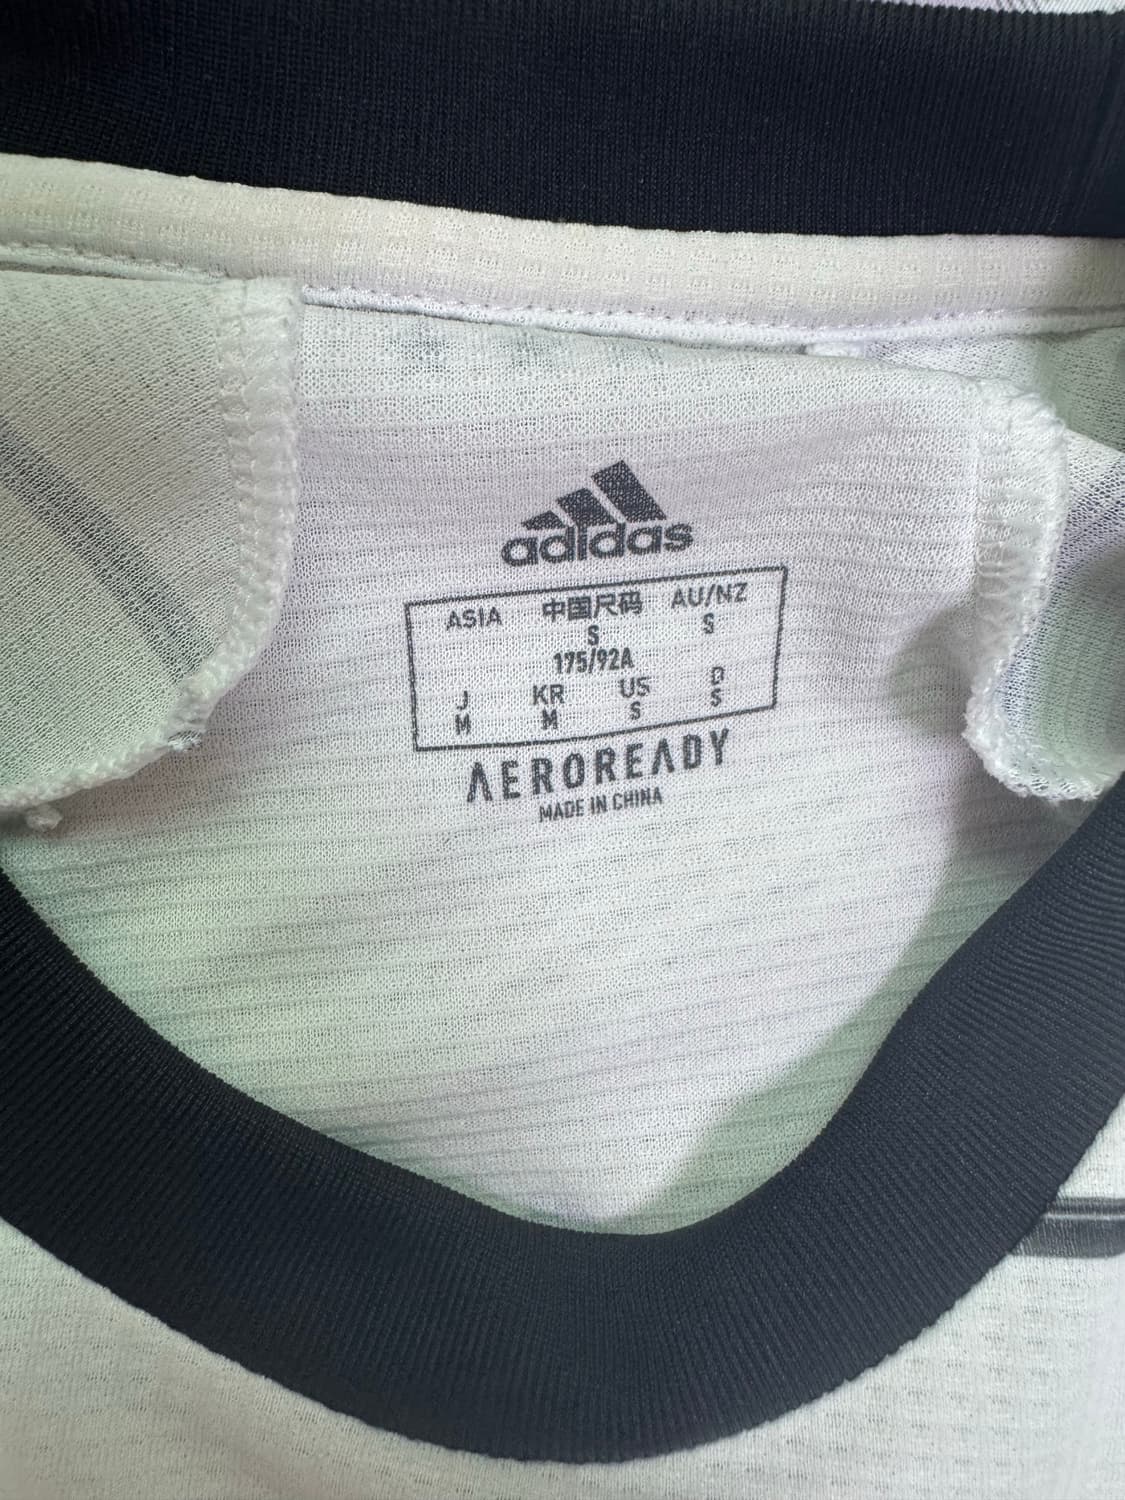 adidas
ASIA 中国尺码 AU/NZ
S S
175/92A
J KR US D
M M S S
AEROREADY
MADE IN CHINA